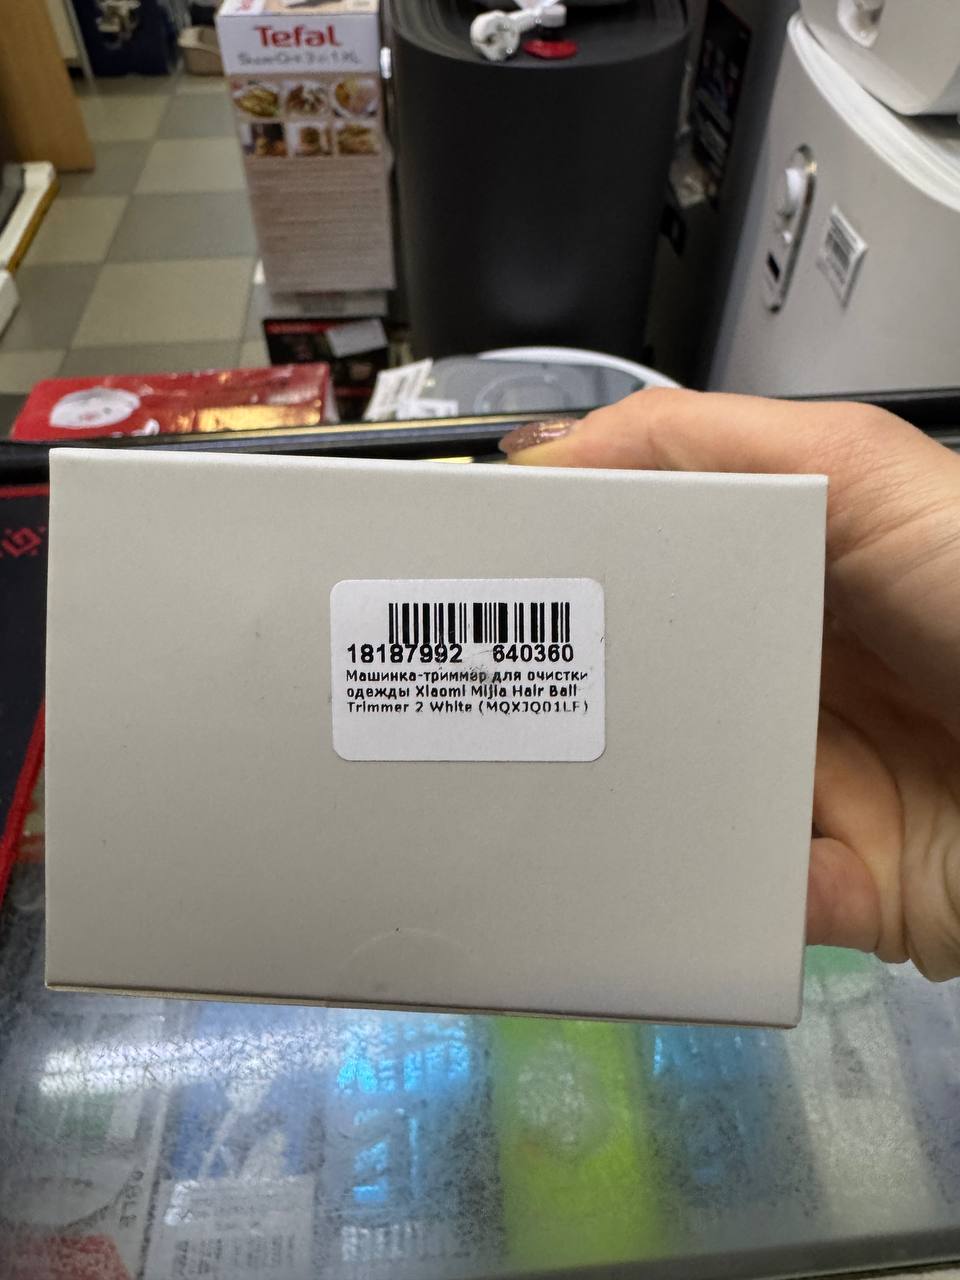 Tefal
18187992 640360
Машинка-триммер для очистки
одежды Xiaomi Mijia Hair Ball
Trimmer 2 White (MQXJQ01LF)